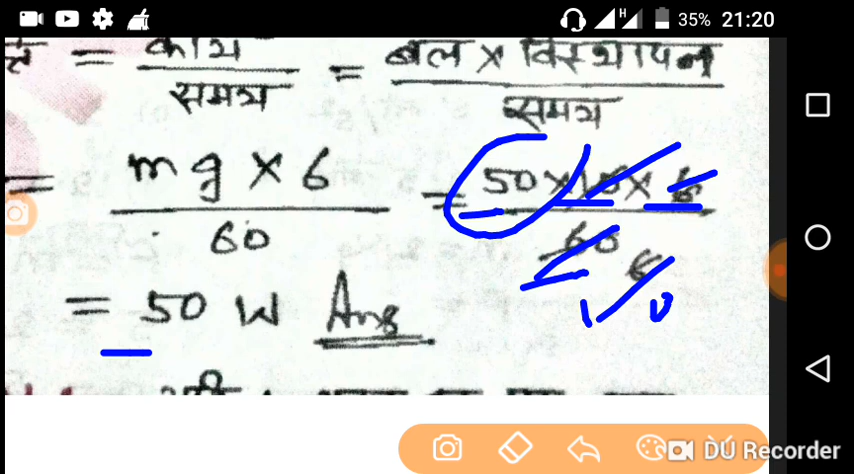 35% 21:20
= कार्य / समय = बल × विस्थापन / समय
= mg × 6 / 60 = 50 × 10 × 6 / 60
= 50 W Ans
DU Recorder